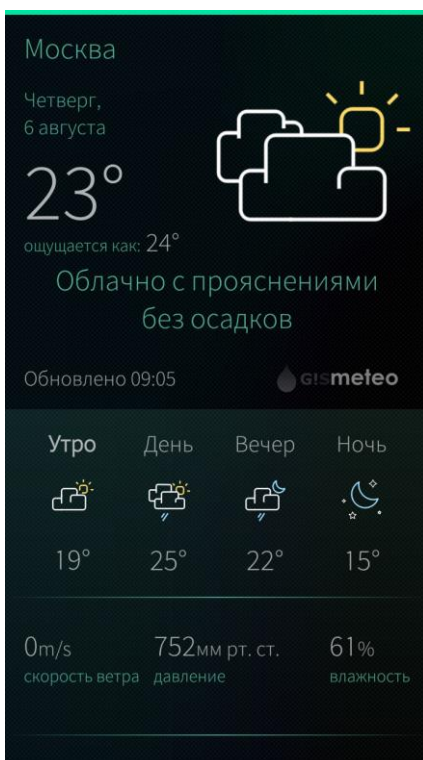 Москва
Четверг,
6 августа
23°
ощущается как: 24°
Облачно с прояснениями
без осадков
Обновлено 09:05 G!smeteo
Утро День Вечер Ночь
19° 25° 22° 15°
0m/s 752мм рт. ст. 61%
скорость ветра давление влажность